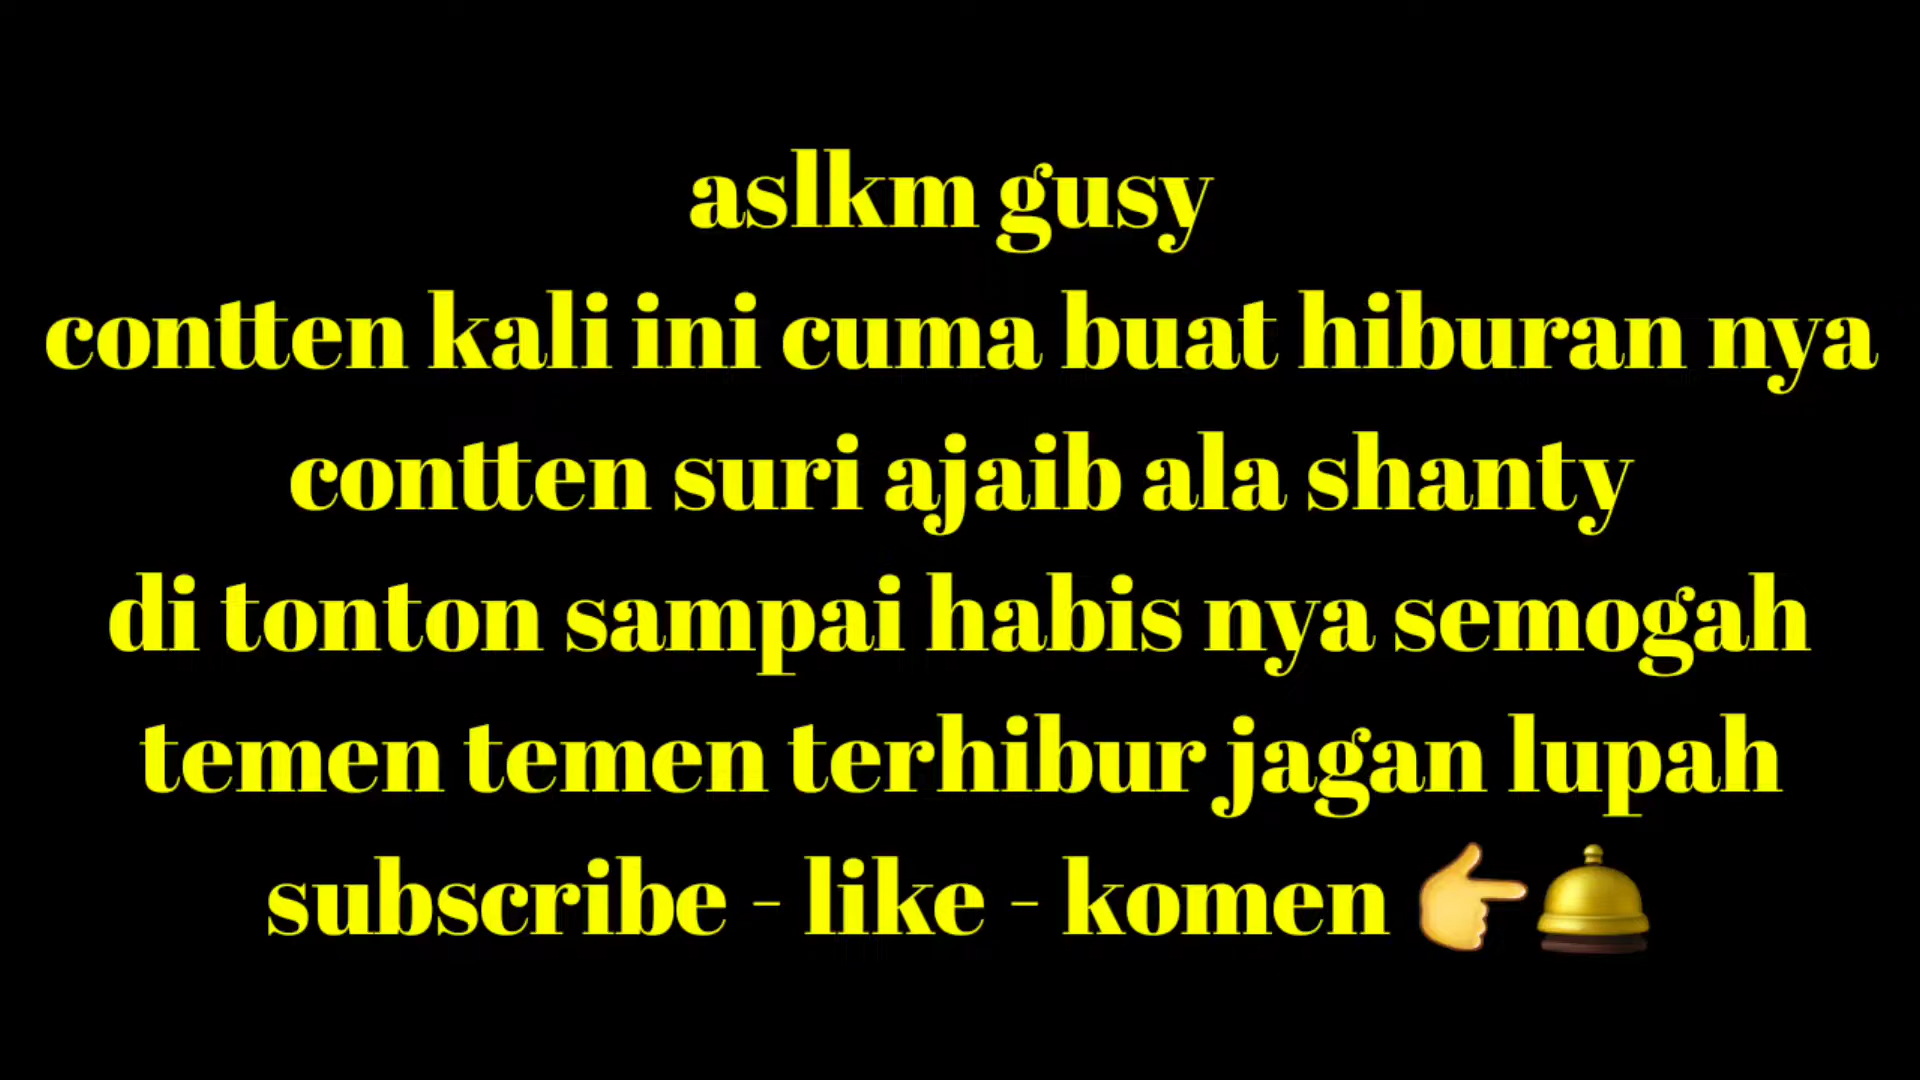 aslkm gusy
contten kali ini cuma buat hiburan nya
contten suri ajaib ala shanty
di tonton sampai habis nya semogah
temen temen terhibur jagan lupah
subscribe - like - komen 👉🛎️